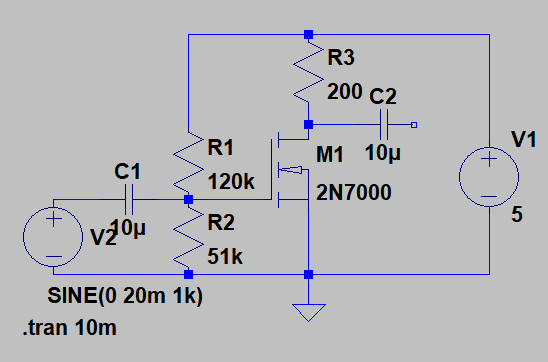 R3
200
C2
V1
R1
M1
10µ
C1
120k
2N7000
R2
5
V2
10µ
51k
SINE(0 20m 1k)
.tran 10m